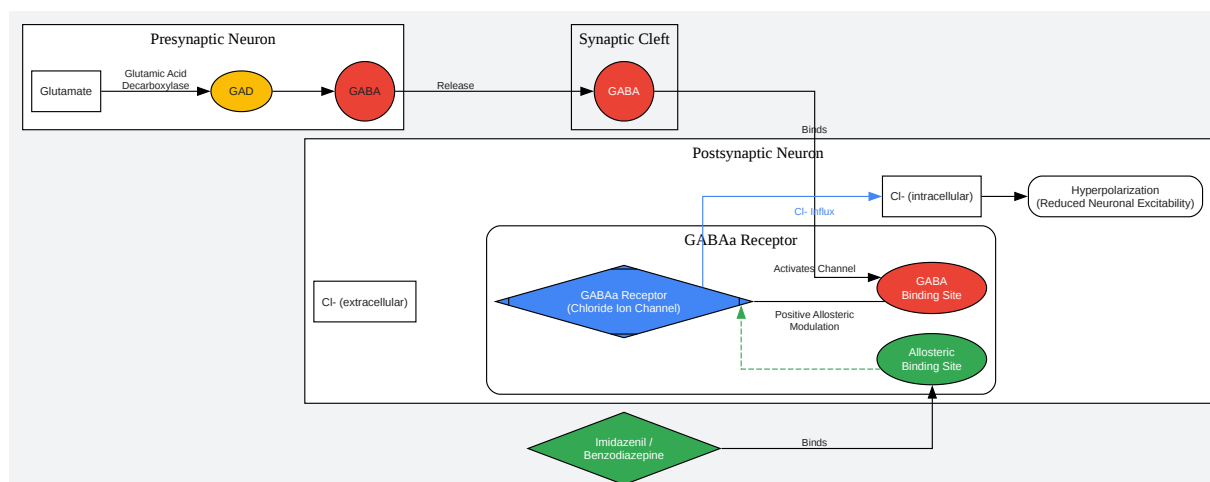 Presynaptic Neuron
Synaptic Cleft
Glutamate
Glutamic Acid
Decarboxylase
GAD
GABA
Release
GABA
Binds
Postsynaptic Neuron
Cl- (intracellular)
Hyperpolarization
(Reduced Neuronal Excitability)
Cl- Influx
GABAa Receptor
Activates Channel
GABA
Binding Site
Cl- (extracellular)
GABAa Receptor
(Chloride Ion Channel)
Positive Allosteric
Modulation
Allosteric
Binding Site
Imidazenil /
Benzodiazepine
Binds